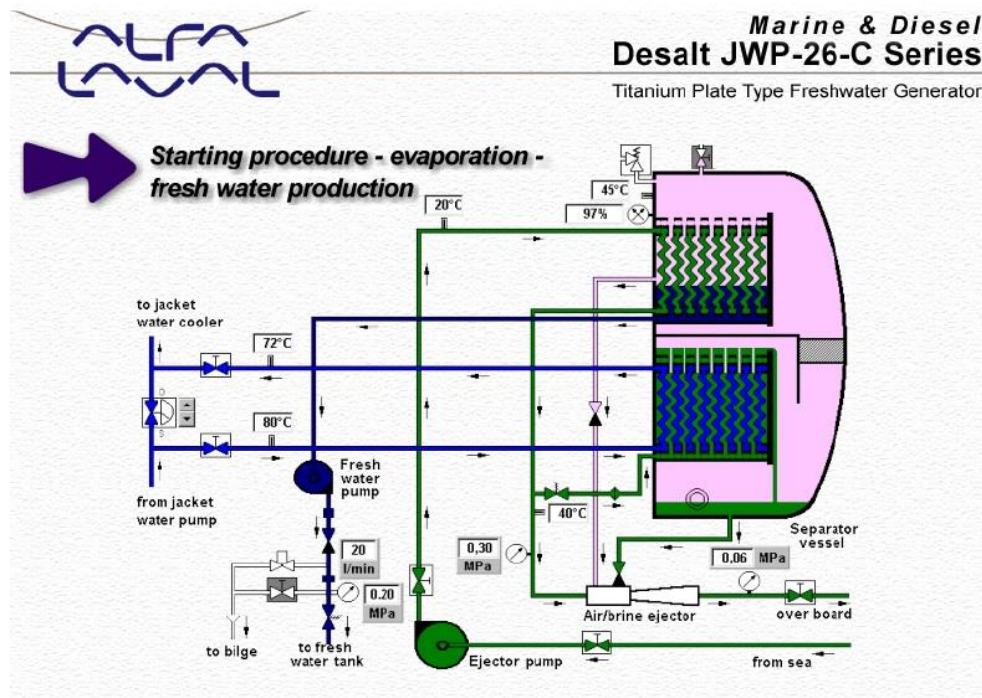 ALFA
LAVAL
Marine & Diesel
Desalt JWP-26-C Series
Titanium Plate Type Freshwater Generator
Starting procedure - evaporation -
fresh water production
45°C
20°C
97%
to jacket
water cooler
72°C
O
S
80°C
from jacket
water pump
Fresh
water
pump
40°C
Separator
vessel
0,30
MPa
0,06 MPa
20
l/min
0.20
MPa
Air/brine ejector
over board
to bilge
to fresh
water tank
Ejector pump
from sea